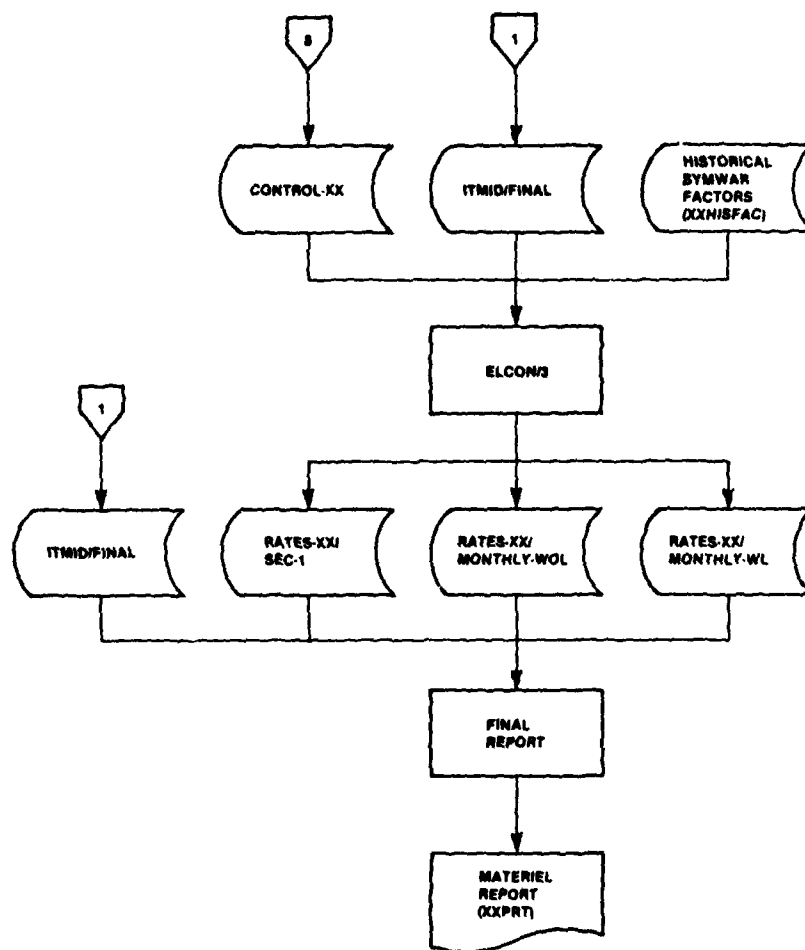 1
CONTROL-XX
ITMID/FINAL
HISTORICAL
SYMWAR
FACTORS
(XXHISFAC)
ELCON/3
1
ITMID/FINAL
RATES-XX/
SEC-1
RATES-XX/
MONTHLY-WOL
RATES-XX/
MONTHLY-WL
FINAL
REPORT
MATERIEL
REPORT
(XXPRT)